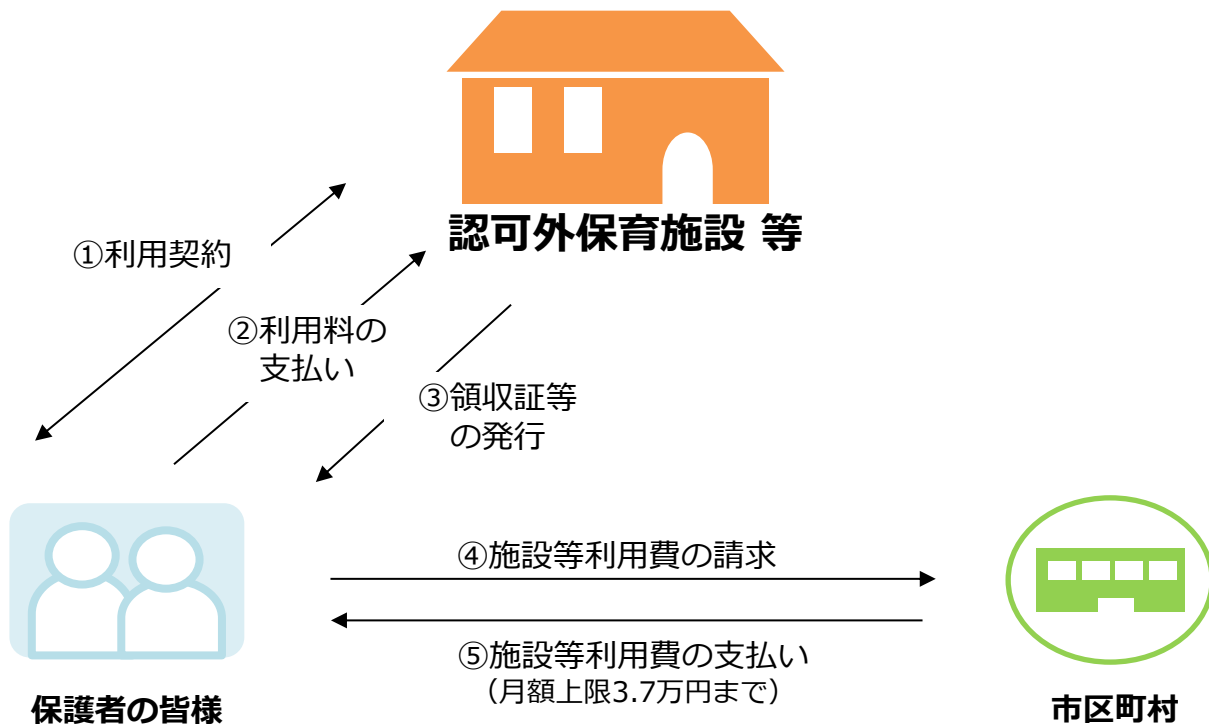 認可外保育施設 等
①利用契約
②利用料の
支払い
③領収証等
の発行
④施設等利用費の請求
⑤施設等利用費の支払い
（月額上限3.7万円まで）
保護者の皆様
市区町村